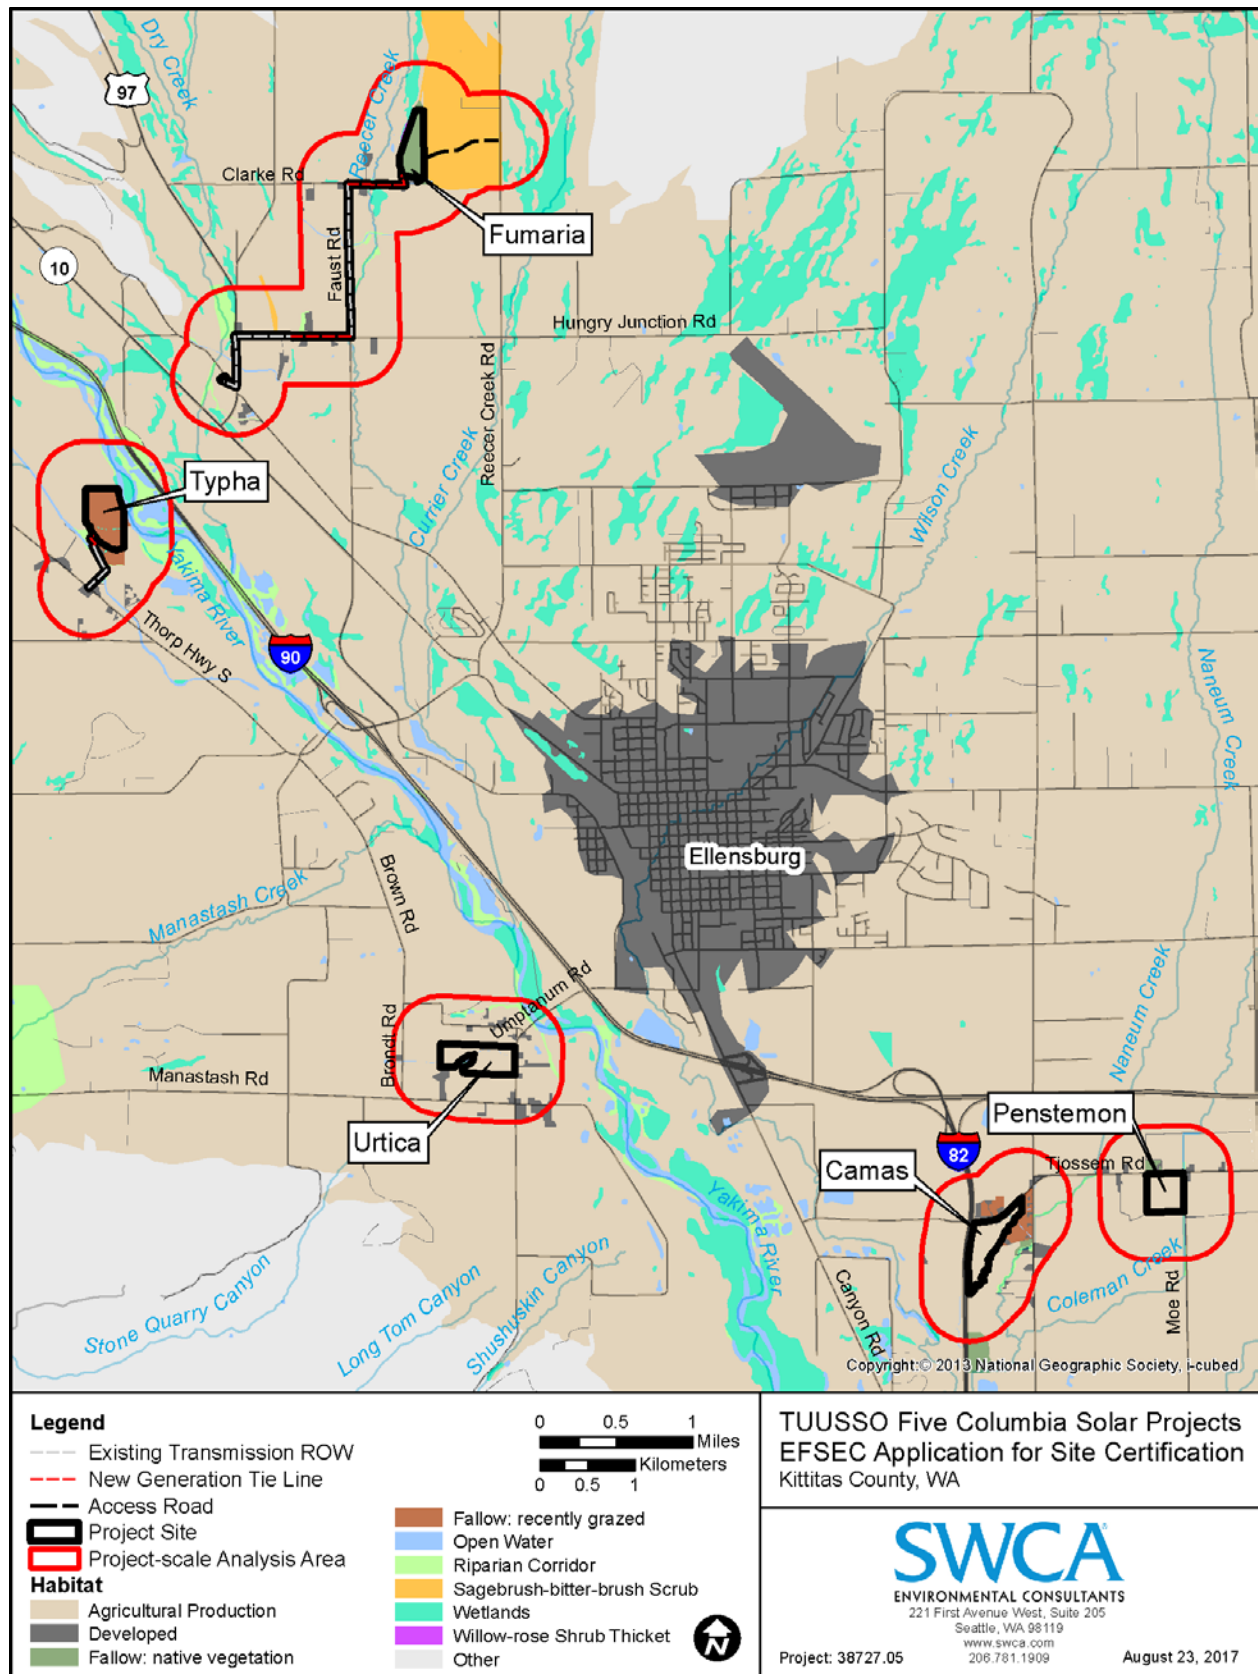 Dry Creek
97
Reecer Creek
Clarke Rd
Fumaria
10
Faust Rd
Hungry Junction Rd
Reecer Creek Rd
Typha
Currier Creek
Wilson Creek
Yakima River
Thorp Hwy S
90
Naneum Creek
Ellensburg
Brown Rd
Manastash Creek
Umptanum Rd
Naneum Creek
Brondt Rd
Manastash Rd
Penstemon
Urtica
82
Tjossem Rd
Camas
Yakima River
Stone Quarry Canyon
Long Tom Canyon
Shushuskin Canyon
Canyon Rd
Coleman Creek
Moe Rd
Copyright:© 2013 National Geographic Society, i-cubed
Legend
Existing Transmission ROW
New Generation Tie Line
Access Road
Project Site
Project-scale Analysis Area
Habitat
Agricultural Production
Developed
Fallow: native vegetation
0 0.5 1
Miles
Kilometers
0 0.5 1
Fallow: recently grazed
Open Water
Riparian Corridor
Sagebrush-bitter-brush Scrub
Wetlands
Willow-rose Shrub Thicket
Other
N
TUUSSO Five Columbia Solar Projects
EFSEC Application for Site Certification
Kittitas County, WA
SWCA
ENVIRONMENTAL CONSULTANTS
221 First Avenue West, Suite 205
Seattle, WA 98119
www.swca.com
206.781.1909
Project: 38727.05
August 23, 2017